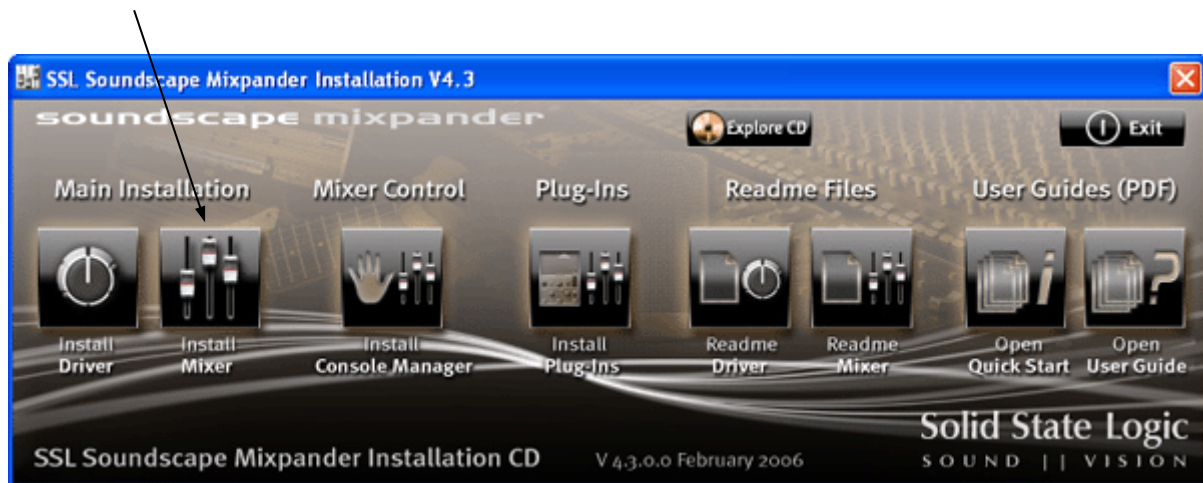 SSL Soundscape Mixpander Installation V4.3
soundscape mixpander
Explore CD
Exit
Main Installation
Mixer Control
Plug-Ins
Readme Files
User Guides (PDF)
Install
Driver
Install
Mixer
Install
Console Manager
Install
Plug-Ins
Readme
Driver
Readme
Mixer
Open
Quick Start
Open
User Guide
Solid State Logic
SOUND || VISION
SSL Soundscape Mixpander Installation CD
V 4.3.0.0 February 2006